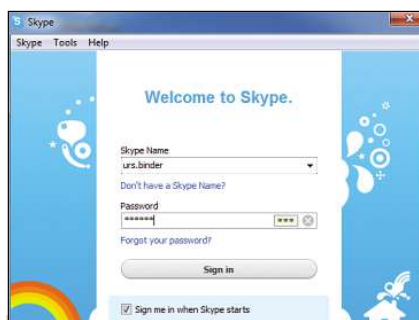 Skype
Skype Tools Help
Welcome to Skype.
Skype Name
urs.binder
Don't have a Skype Name?
Password
******
Forgot your password?
Sign in
Sign me in when Skype starts